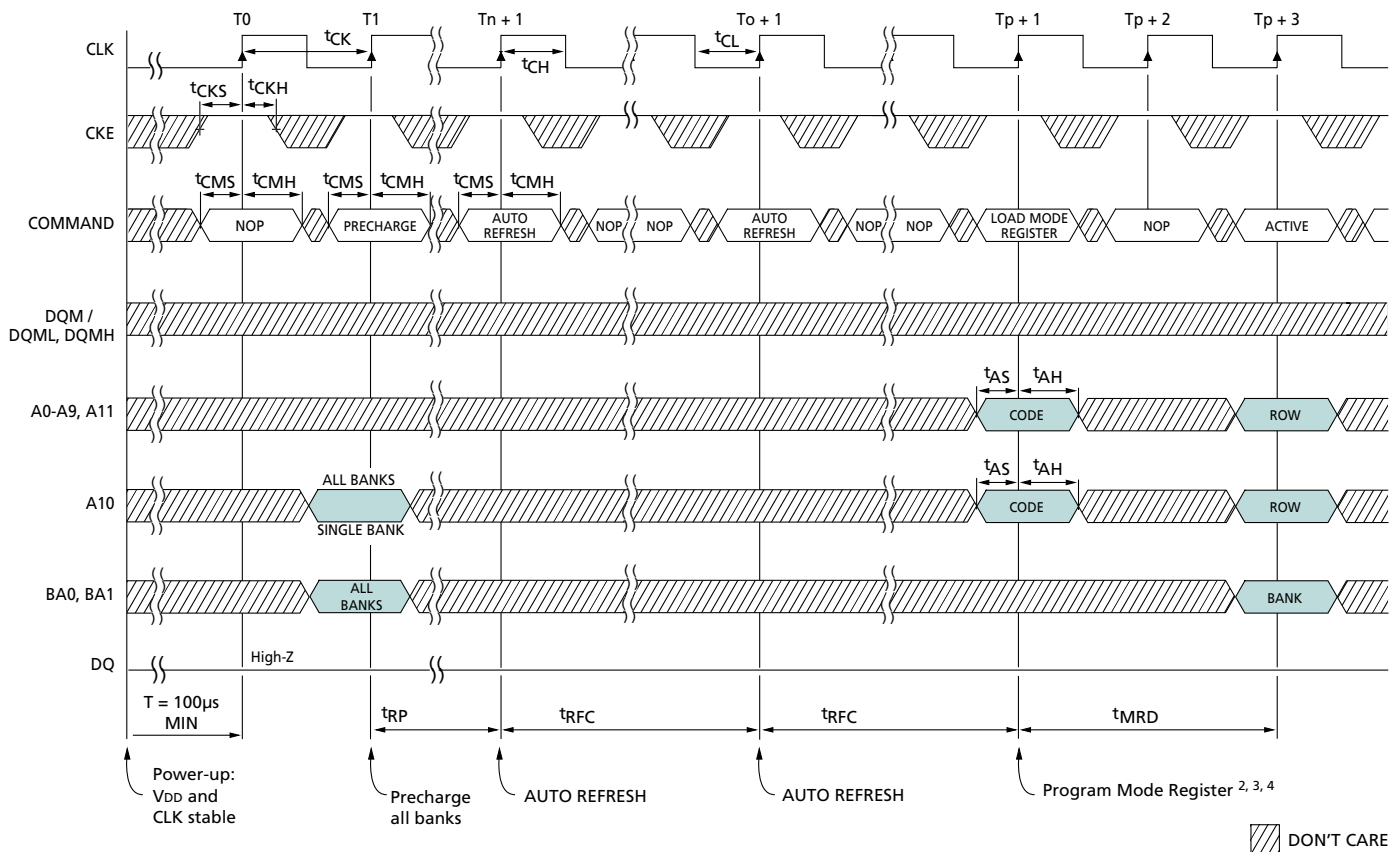 T0 T1 Tn + 1 To + 1 Tp + 1 Tp + 2 Tp + 3
CLK tCK tCH tCL
tCKS tCKH
CKE
tCMS tCMH tCMS tCMH tCMS tCMH
COMMAND NOP PRECHARGE AUTO REFRESH NOP NOP AUTO REFRESH NOP NOP LOAD MODE REGISTER NOP ACTIVE
DQM /
DQML, DQMH
tAS tAH
A0-A9, A11 CODE ROW
tAS tAH
ALL BANKS
A10 CODE ROW
SINGLE BANK
BA0, BA1 ALL BANKS BANK
DQ High-Z
T = 100µs
MIN
tRP tRFC tRFC tMRD
Power-up:
VDD and
CLK stable
Precharge
all banks
AUTO REFRESH
AUTO REFRESH
Program Mode Register 2, 3, 4
DON'T CARE